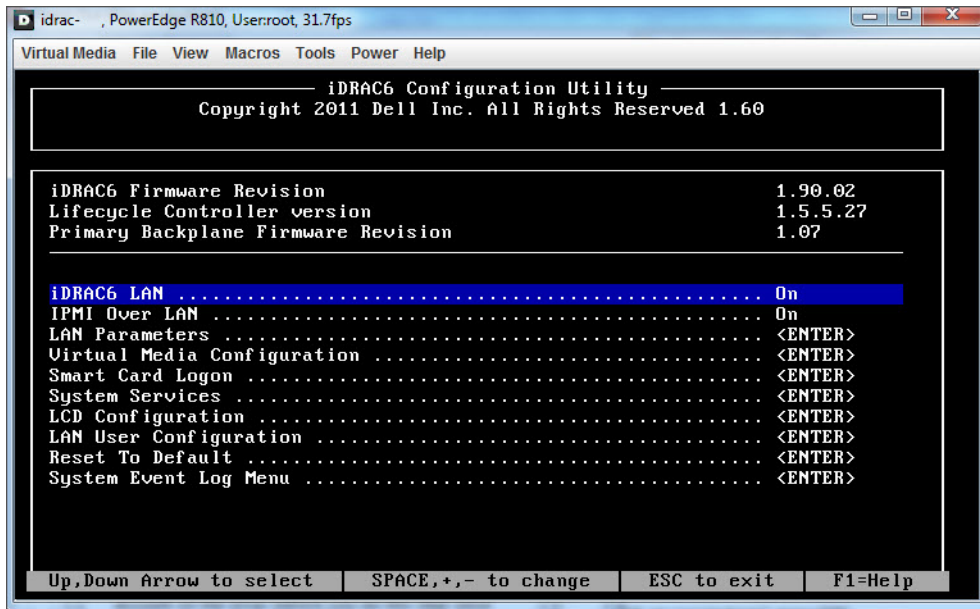 idrac- , PowerEdge R810, User:root, 31.7fps
Virtual Media File View Macros Tools Power Help
iDRAC6 Configuration Utility
Copyright 2011 Dell Inc. All Rights Reserved 1.60
iDRAC6 Firmware Revision 1.90.02
Lifecycle Controller version 1.5.5.27
Primary Backplane Firmware Revision 1.07
iDRAC6 LAN .................................................... On
IPMI Over LAN ................................................. On
LAN Parameters ................................................ <ENTER>
Virtual Media Configuration ................................... <ENTER>
Smart Card Logon .............................................. <ENTER>
System Services ............................................... <ENTER>
LCD Configuration ............................................. <ENTER>
LAN User Configuration ........................................ <ENTER>
Reset To Default .............................................. <ENTER>
System Event Log Menu ......................................... <ENTER>
Up,Down Arrow to select SPACE,+,- to change ESC to exit F1=Help